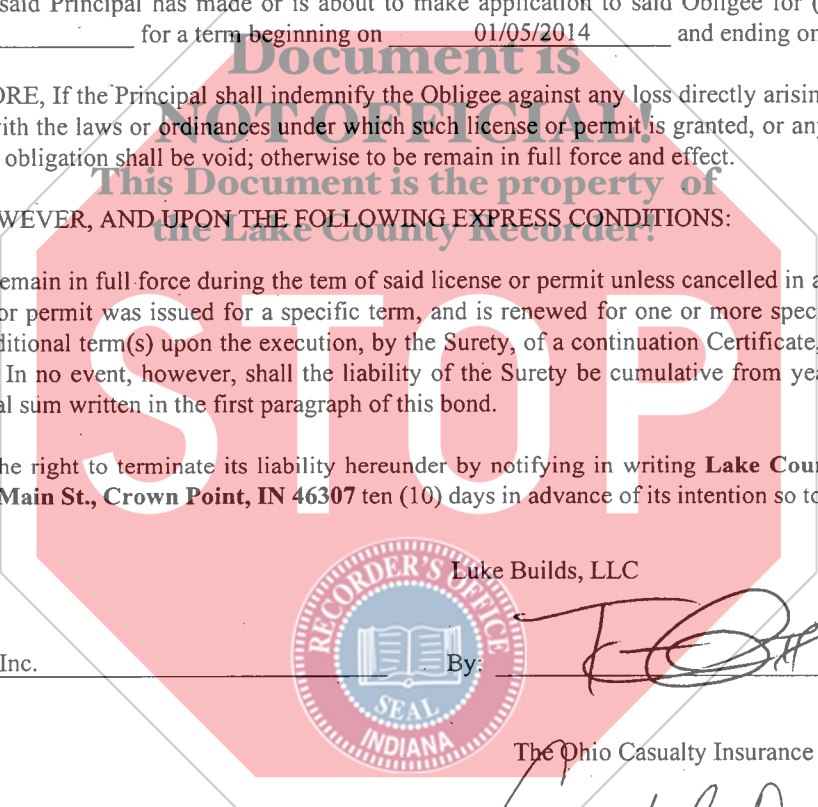 said Principal has made or is about to make application to said Obligee for (
for a term beginning on 01/05/2014 and ending on
Document is
ORE, If the Principal shall indemnify the Obligee against any loss directly arisin
NOT OFFICIAL!
with the laws or ordinances under which such license or permit is granted, or any
obligation shall be void; otherwise to be remain in full force and effect.
This Document is the property of
WEVER, AND UPON THE FOLLOWING EXPRESS CONDITIONS:
the Lake County Recorder!
emain in full force during the tem of said license or permit unless cancelled in a
or permit was issued for a specific term, and is renewed for one or more spec
ditional term(s) upon the execution, by the Surety, of a continuation Certificate,
In no event, however, shall the liability of the Surety be cumulative from yea
al sum written in the first paragraph of this bond.
STOP
he right to terminate its liability hereunder by notifying in writing Lake Cou
Main St., Crown Point, IN 46307 ten (10) days in advance of its intention so to
Luke Builds, LLC
RECORDER'S OFFICE
Inc. By:
SEAL
INDIANA
The Ohio Casualty Insurance